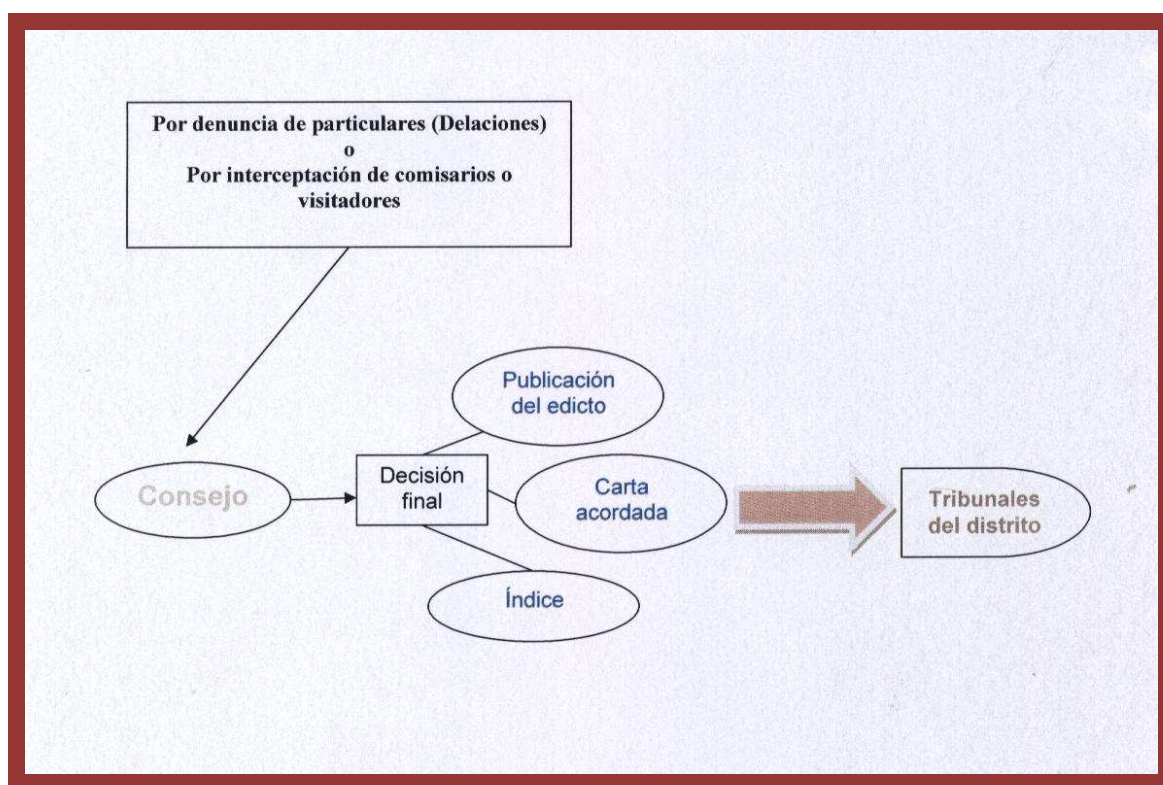 Por denuncia de particulares (Delaciones)
o
Por interceptación de comisarios o
visitadores
Publicación
del edicto
Consejo
Decisión
final
Carta
acordada
Tribunales
del distrito
Índice